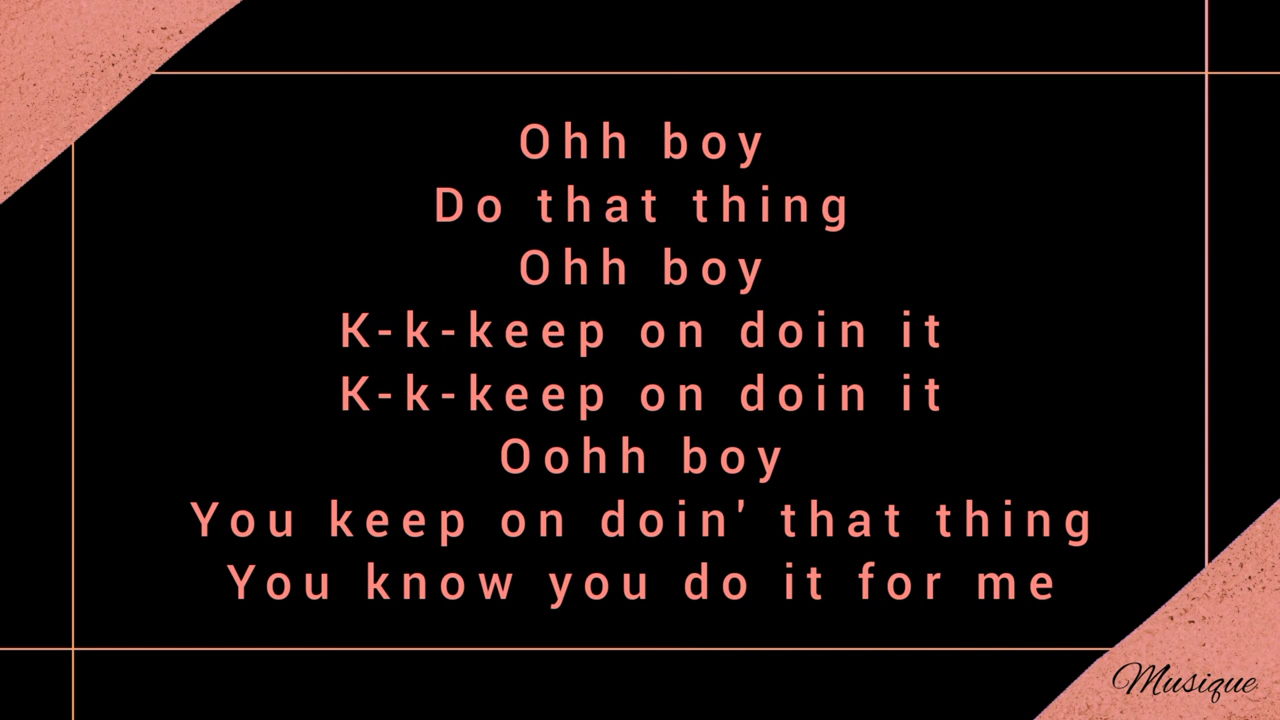 Ohh boy
Do that thing
Ohh boy
K-k-keep on doin it
K-k-keep on doin it
Oohh boy
You keep on doin' that thing
You know you do it for me
Musique